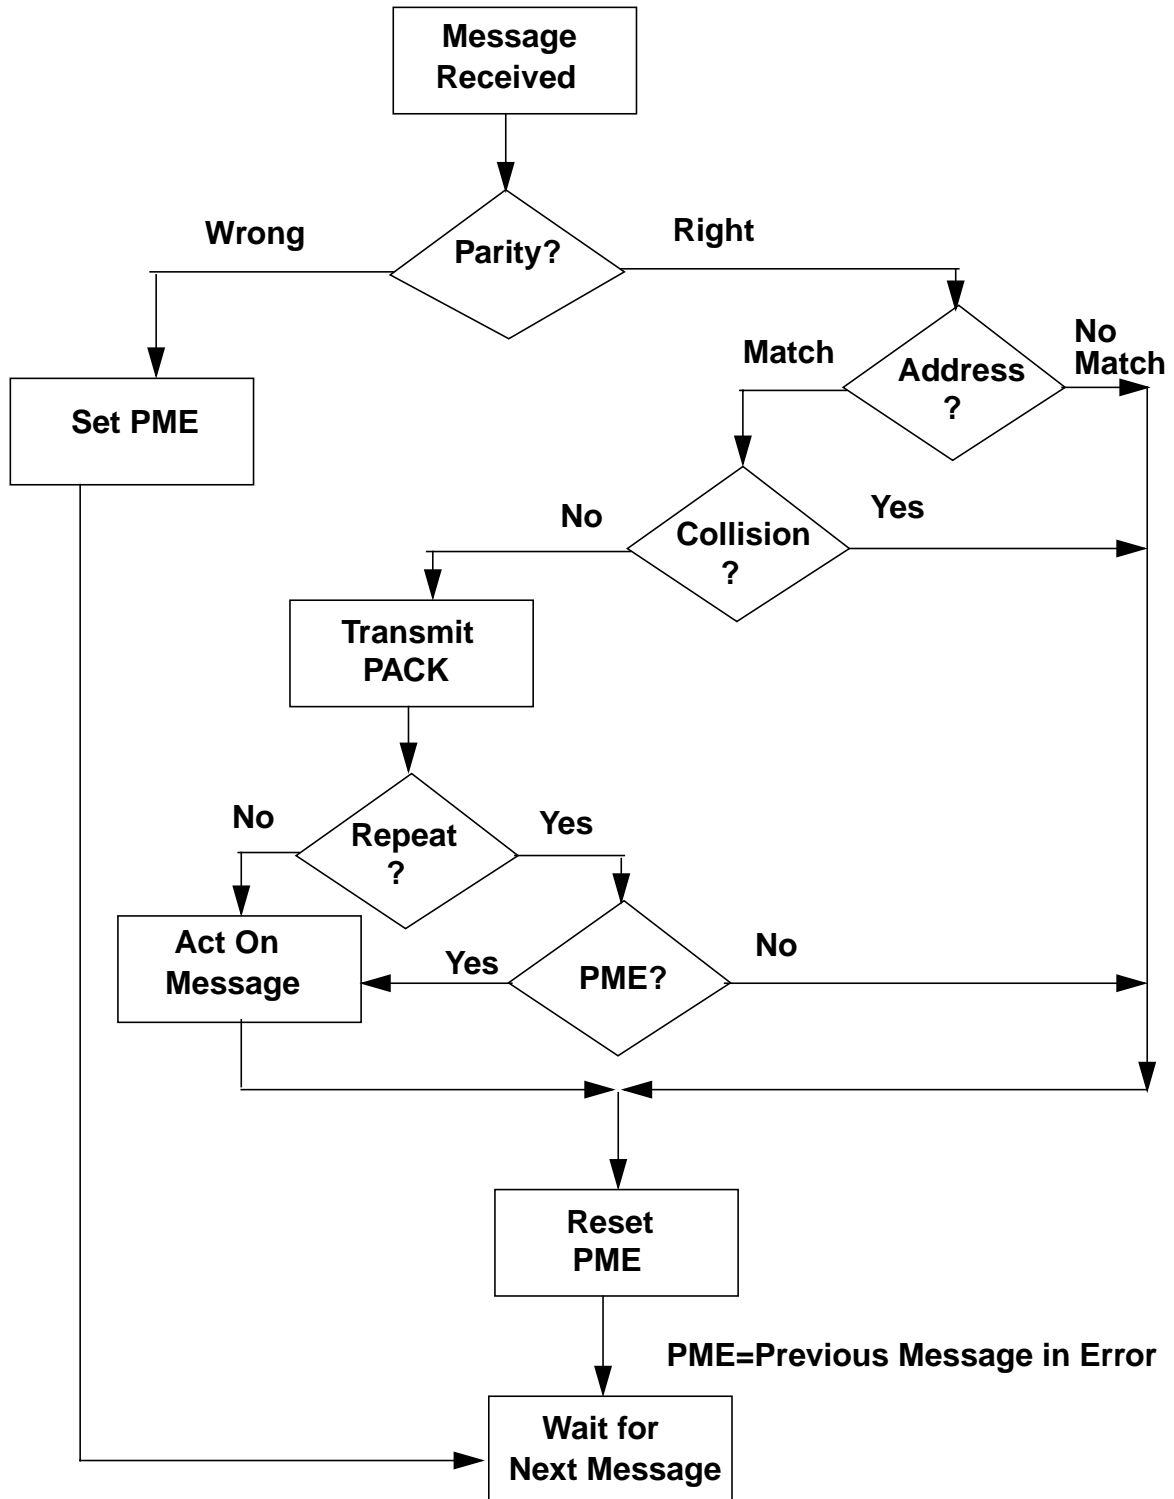 Message
Received
Wrong
Parity?
Right
Set PME
Match
Address
?
No
Match
No
Collision
?
Yes
Transmit
PACK
No
Repeat
?
Yes
Act On
Message
Yes
PME?
No
Reset
PME
PME=Previous Message in Error
Wait for
Next Message